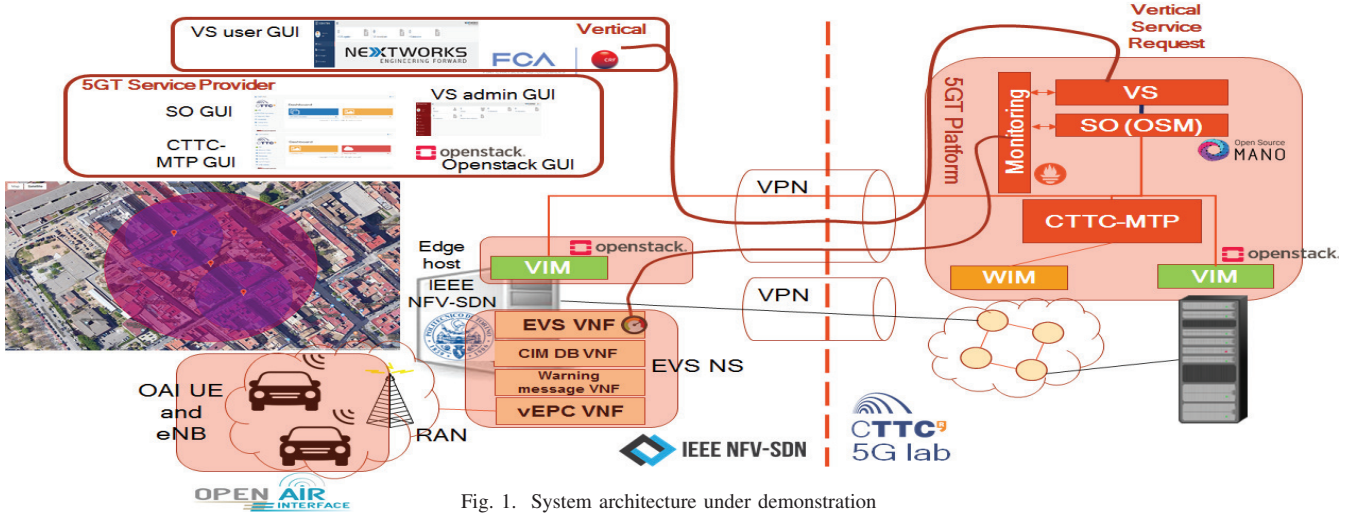 VS user GUI
Vertical
NEXTWORKS
ENGINEERING FORWARD
FCA
CRF
5GT Service Provider
SO GUI
CTTC
VS admin GUI
CTTC-
MTP GUI
CTTC
openstack.
Openstack GUI
Vertical
Service
Request
5GT Platform
Monitoring
VS
SO (OSM)
Open Source
MANO
VPN
CTTC-MTP
openstack.
WIM
VIM
Edge
host
openstack.
VIM
IEEE
NFV-SDN
VPN
EVS VNF
CIM DB VNF
Warning
message VNF
vEPC VNF
EVS NS
OAI UE
and
eNB
RAN
OPEN AIR
INTERFACE
IEEE NFV-SDN
CTTC
5G lab
Fig. 1. System architecture under demonstration